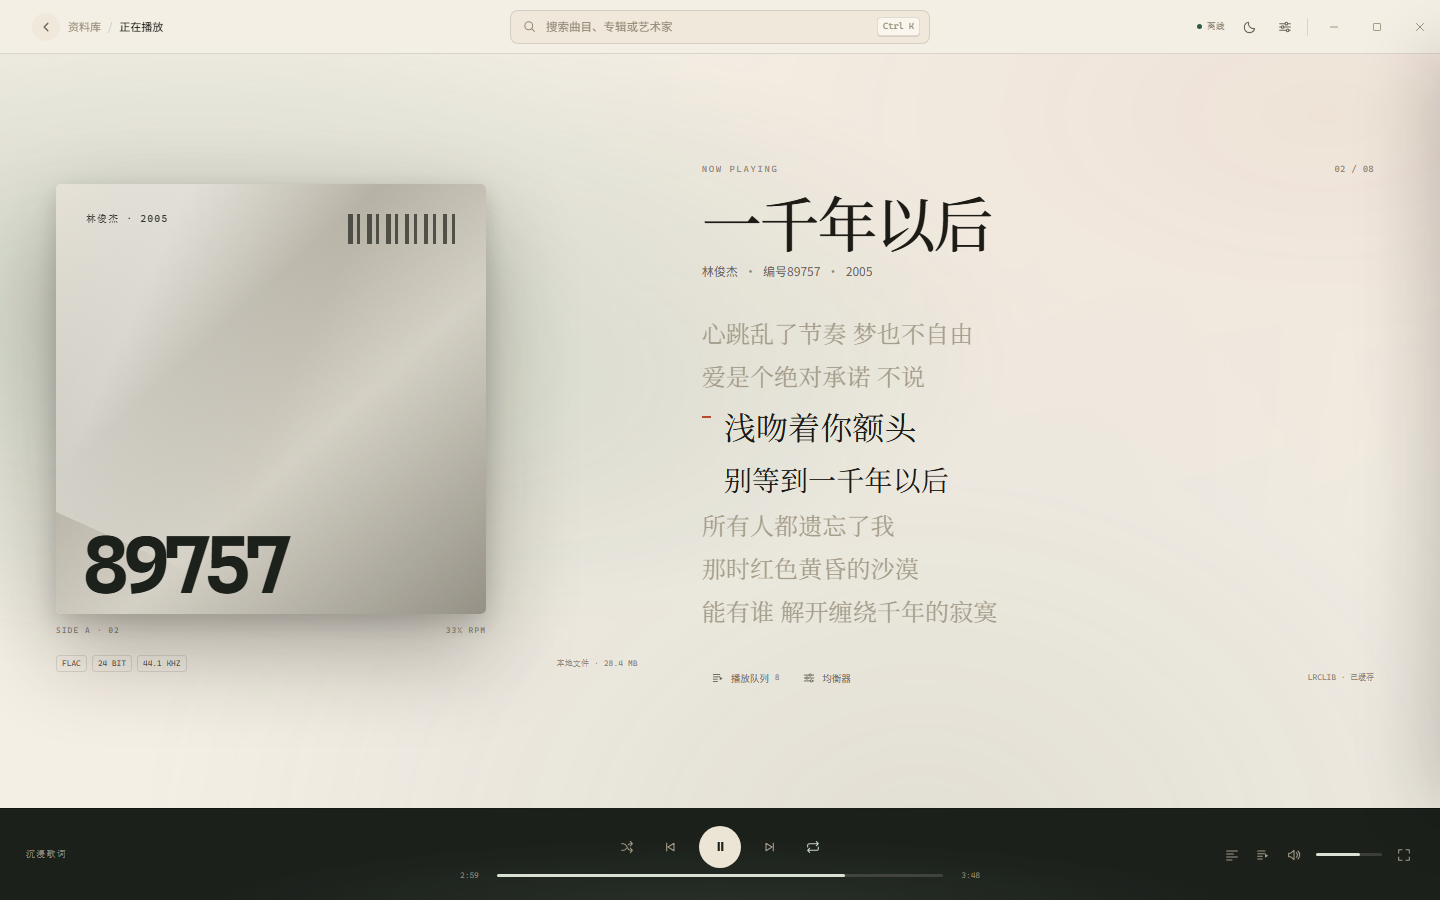 资料库 / 正在播放
搜索曲目、专辑或艺术家
Ctrl K
英歧
林俊杰 · 2005
89757
SIDE A · 02
33⅓ RPM
FLAC
24 BIT
44.1 KHZ
本地文件 · 28.4 MB
NOW PLAYING
02 / 08
一千年以后
林俊杰 • 编号89757 • 2005
心跳乱了节奏 梦也不自由
爱是个绝对承诺 不说
浅吻着你额头
别等到一千年以后
所有人都遗忘了我
那时红色黄昏的沙漠
能有谁 解开缠绕千年的寂寞
播放队列 8
均衡器
LRCLIB · 已缓存
沉浸歌词
2:59
3:48